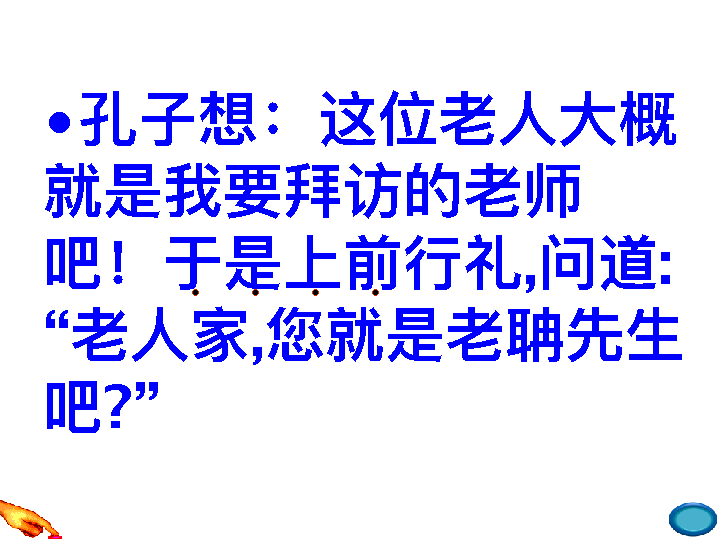 •孔子想：这位老人大概
就是我要拜访的老师
吧！于是上前行礼,问道:
“老人家,您就是老聃先生
吧?”